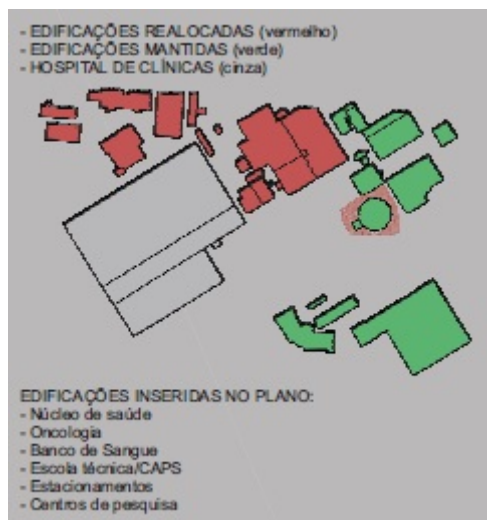 - EDIFICAÇÕES REALOCADAS (vermelho)
- EDIFICAÇÕES MANTIDAS (verde)
- HOSPITAL DE CLÍNICAS (cinza)
EDIFICAÇÕES INSERIDAS NO PLANO:
- Núcleo de saúde
- Oncologia
- Banco de Sangue
- Escola técnica/CAPS
- Estacionamentos
- Centros de pesquisa